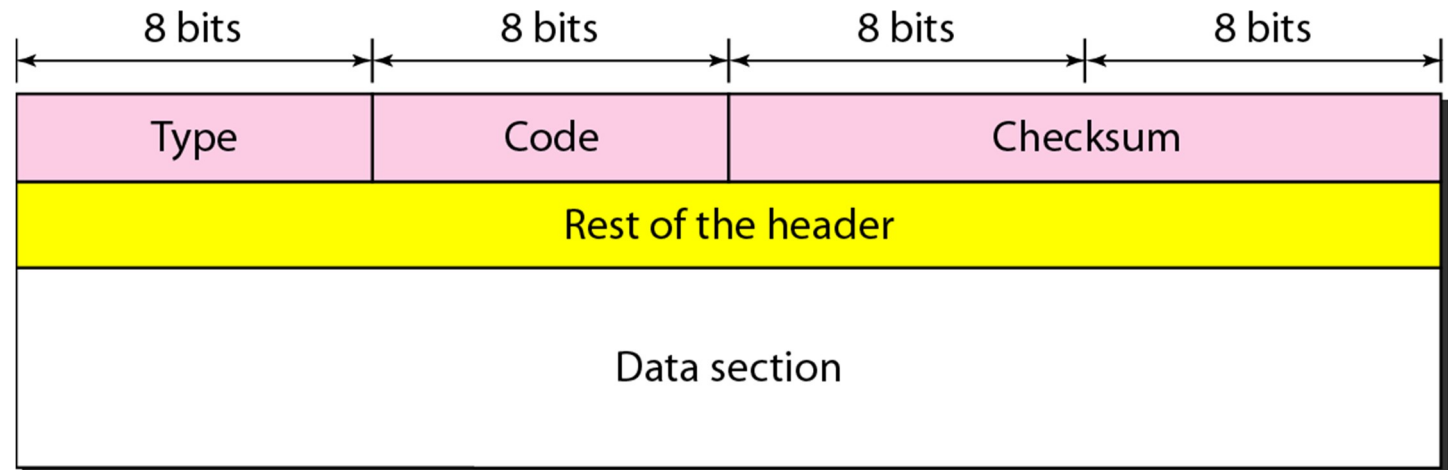 8 bits 8 bits 8 bits 8 bits
Type Code Checksum
Rest of the header
Data section